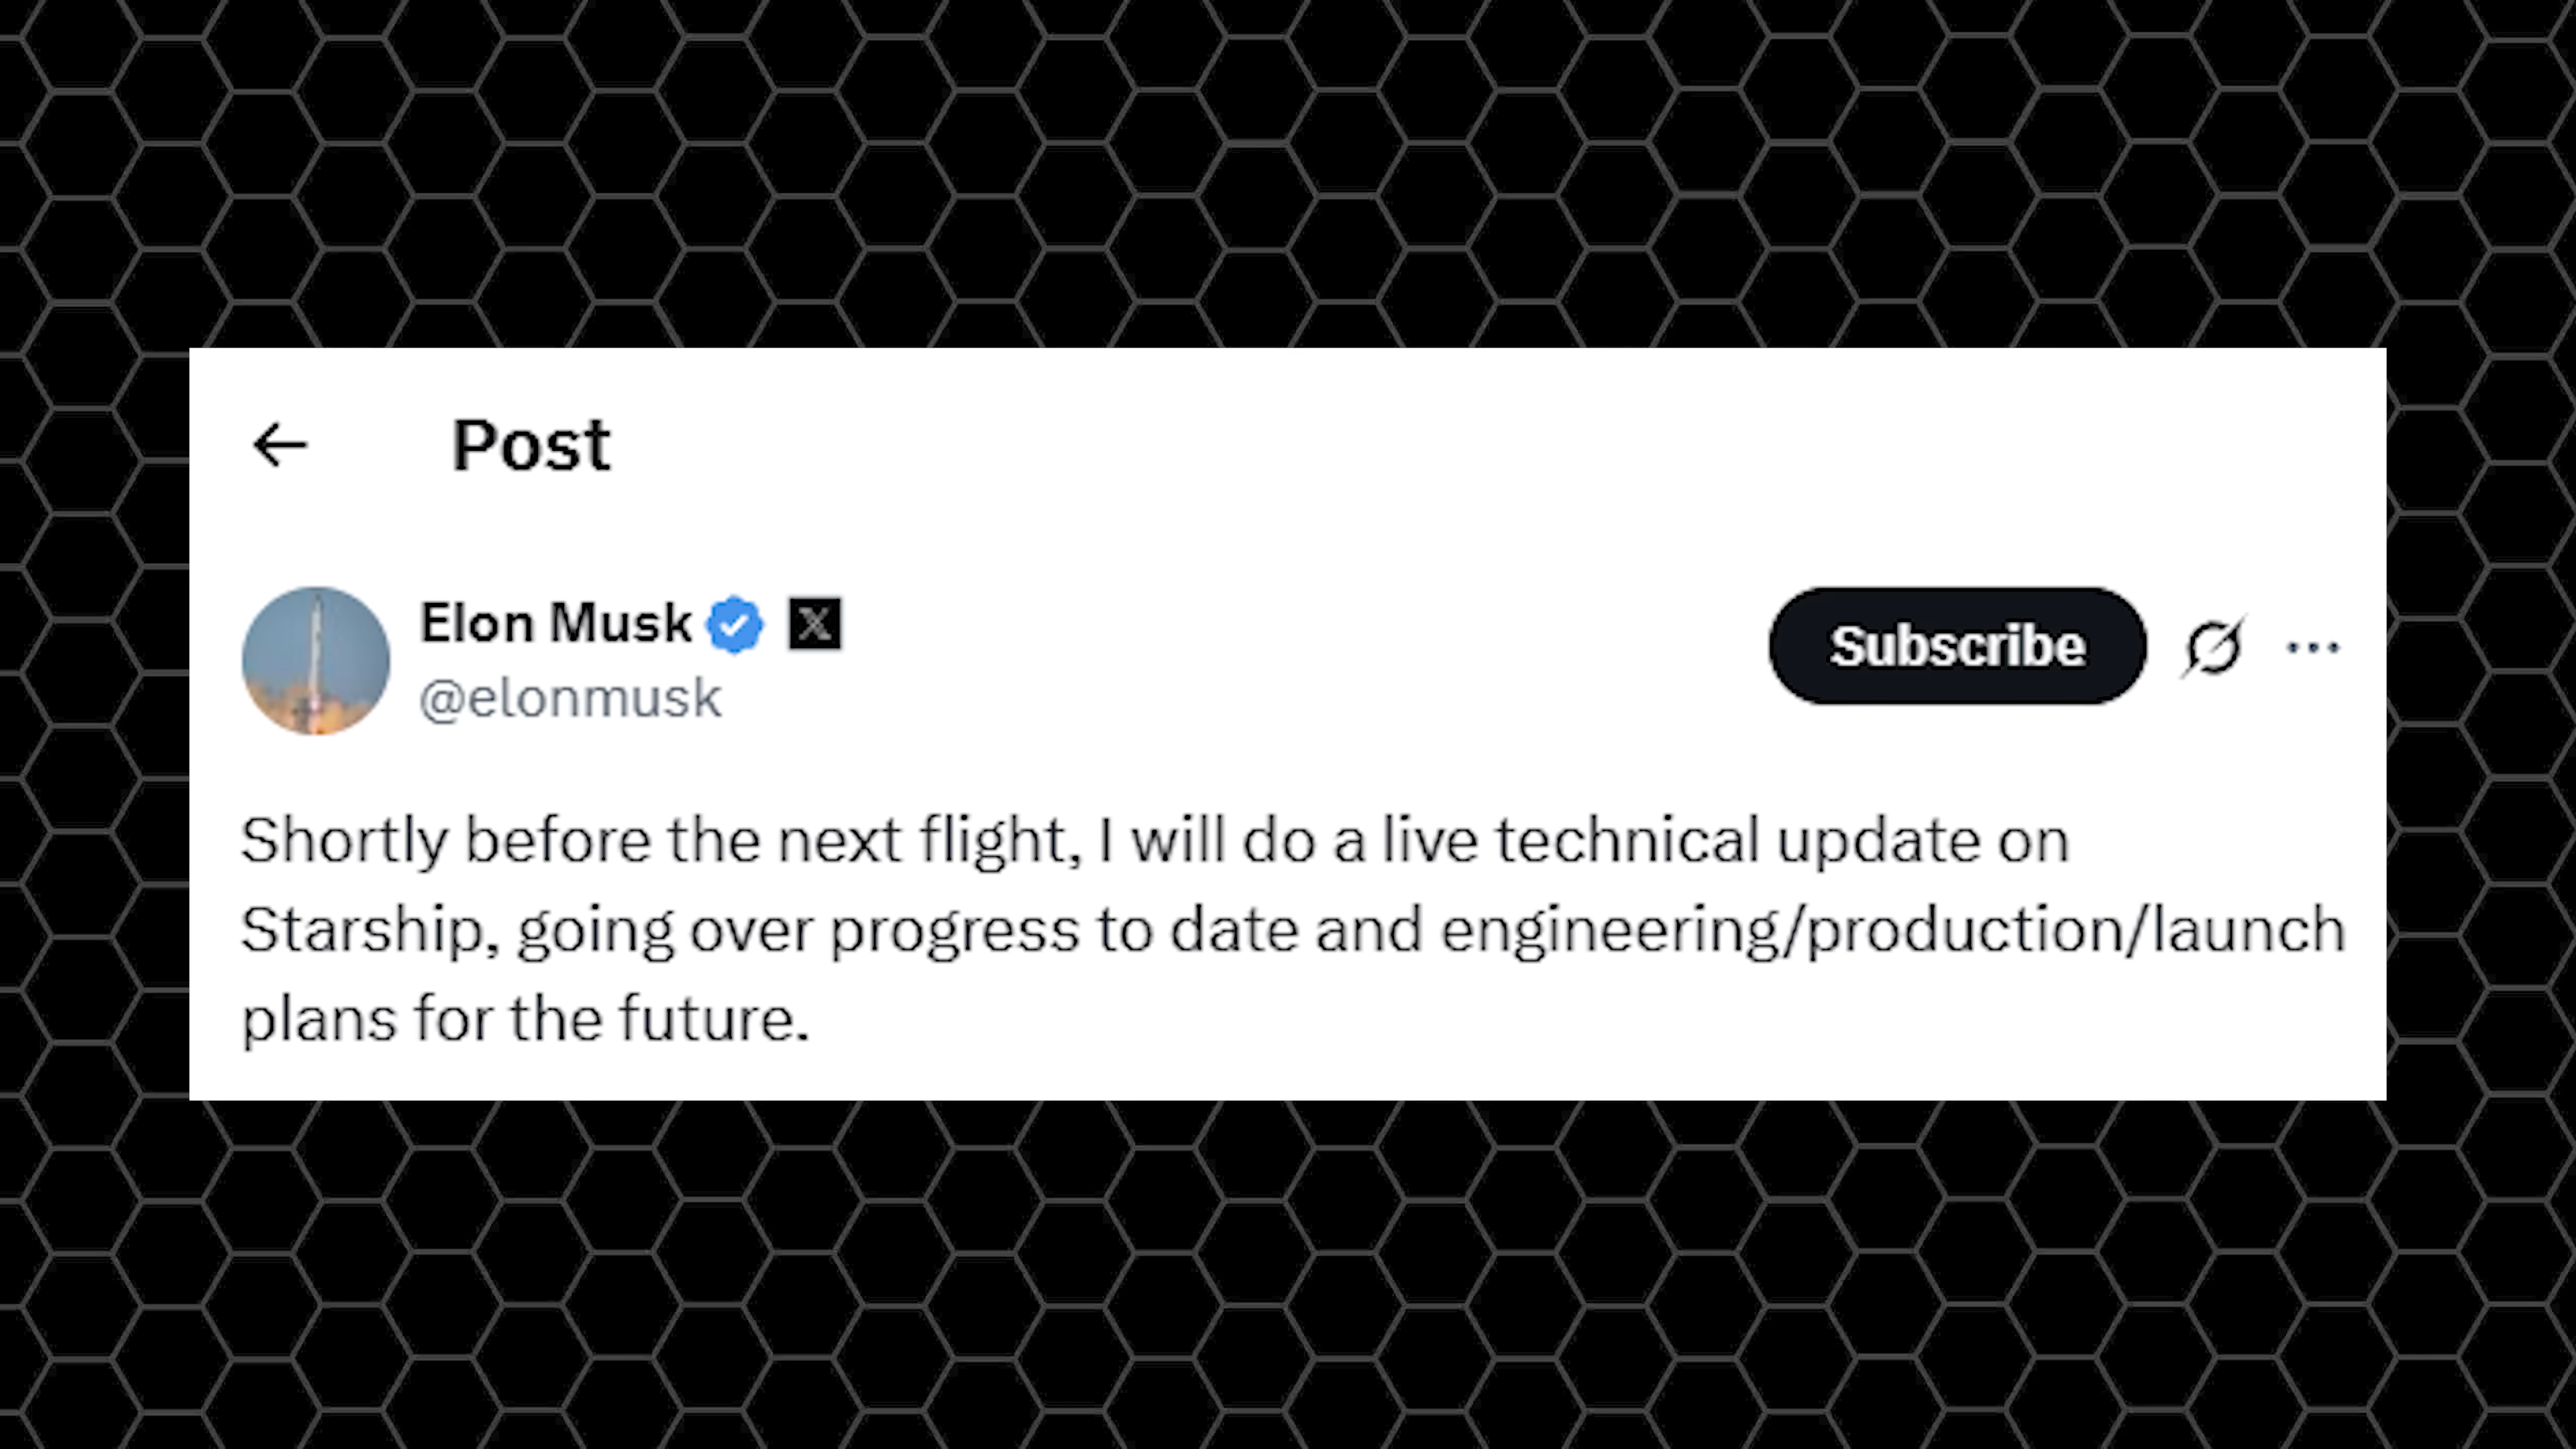 Post
Elon Musk
@elonmusk
Subscribe
Shortly before the next flight, I will do a live technical update on
Starship, going over progress to date and engineering/production/launch
plans for the future.